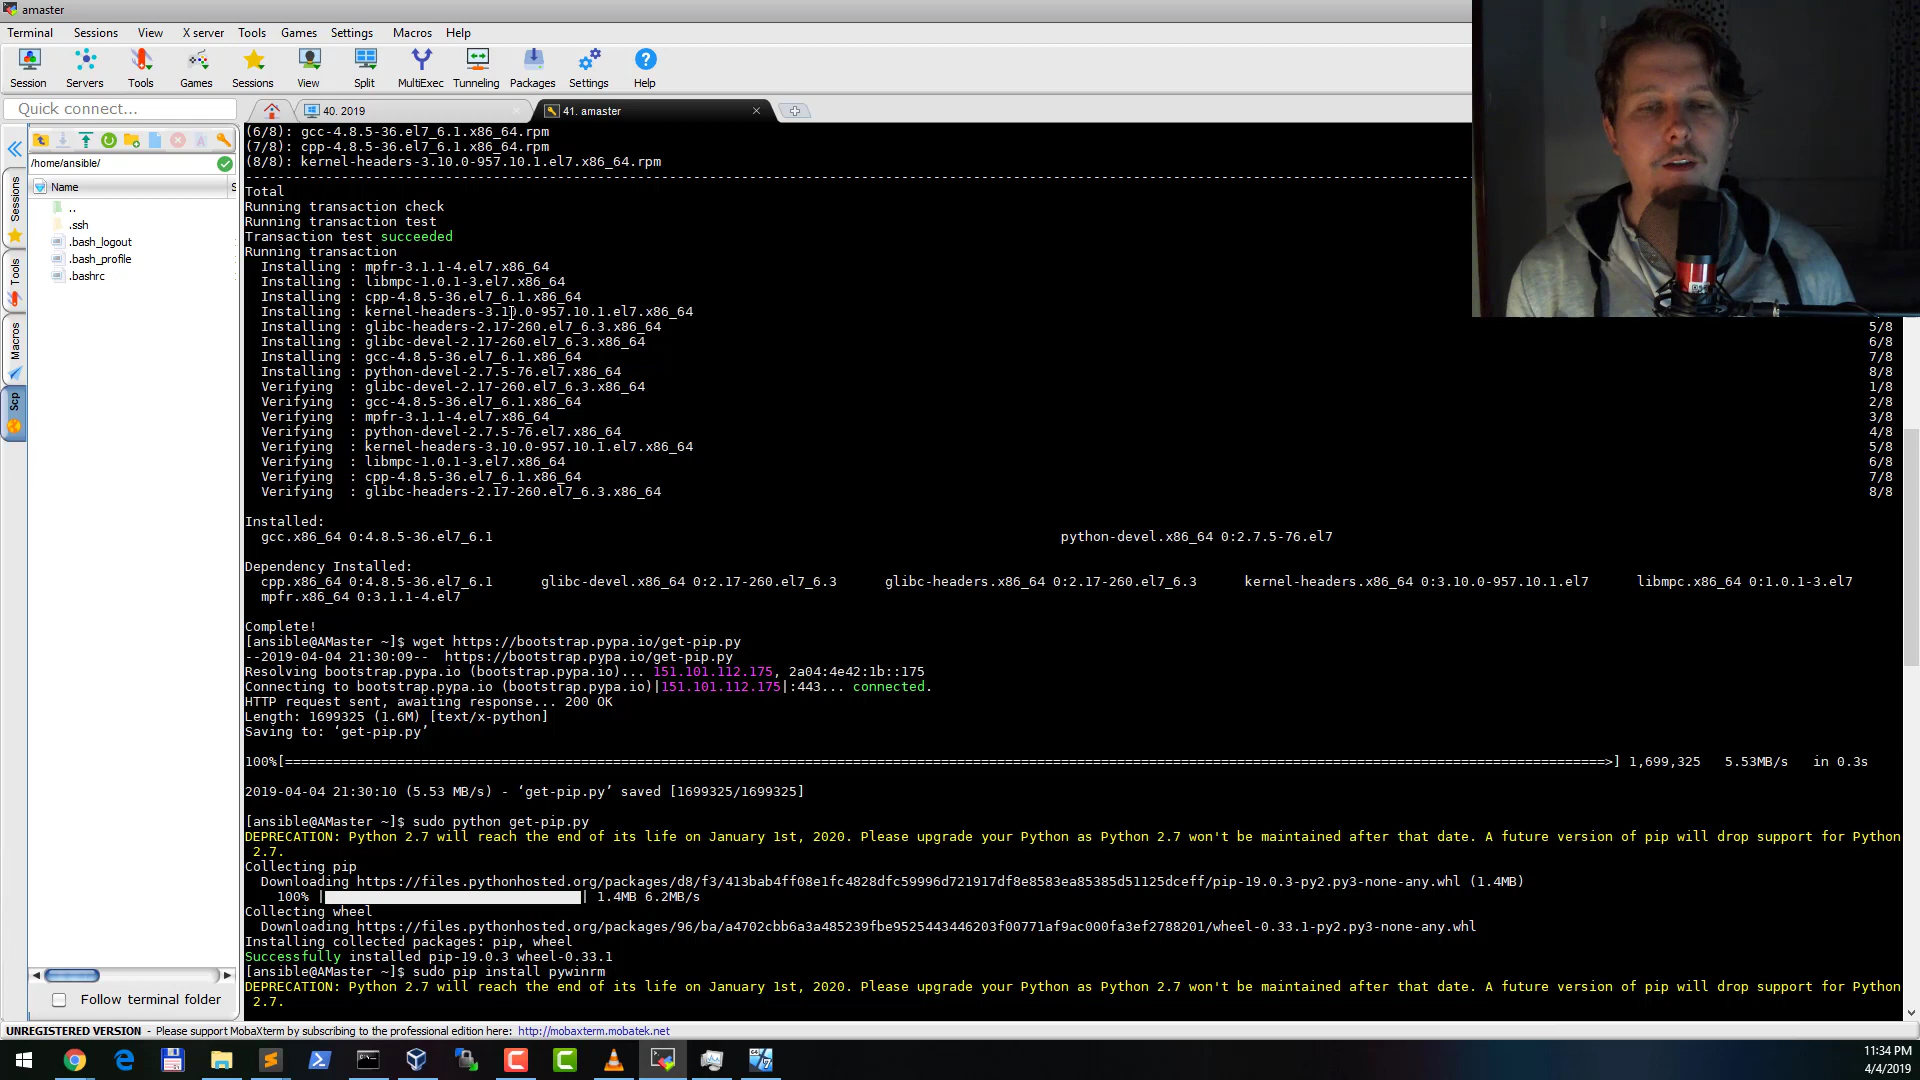 amaster
Terminal Sessions View X server Tools Games Settings Macros Help
Session Servers Tools Games Sessions View Split MultiExec Tunneling Packages Settings Help
Quick connect...
40. 2019
41. amaster
/home/ansible/
Name S
..
.ssh
.bash_logout
.bash_profile
.bashrc
Sessions
Tools
Macros
Scp
(6/8): gcc-4.8.5-36.el7_6.1.x86_64.rpm
(7/8): cpp-4.8.5-36.el7_6.1.x86_64.rpm
(8/8): kernel-headers-3.10.0-957.10.1.el7.x86_64.rpm
--------------------------------------------------------------------------------
Total
Running transaction check
Running transaction test
Transaction test succeeded
Running transaction
Installing : mpfr-3.1.1-4.el7.x86_64
Installing : libmpc-1.0.1-3.el7.x86_64
Installing : cpp-4.8.5-36.el7_6.1.x86_64
Installing : kernel-headers-3.10.0-957.10.1.el7.x86_64
Installing : glibc-headers-2.17-260.el7_6.3.x86_64 5/8
Installing : glibc-devel-2.17-260.el7_6.3.x86_64 6/8
Installing : gcc-4.8.5-36.el7_6.1.x86_64 7/8
Installing : python-devel-2.7.5-76.el7.x86_64 8/8
Verifying : glibc-devel-2.17-260.el7_6.3.x86_64 1/8
Verifying : gcc-4.8.5-36.el7_6.1.x86_64 2/8
Verifying : mpfr-3.1.1-4.el7.x86_64 3/8
Verifying : python-devel-2.7.5-76.el7.x86_64 4/8
Verifying : kernel-headers-3.10.0-957.10.1.el7.x86_64 5/8
Verifying : libmpc-1.0.1-3.el7.x86_64 6/8
Verifying : cpp-4.8.5-36.el7_6.1.x86_64 7/8
Verifying : glibc-headers-2.17-260.el7_6.3.x86_64 8/8
Installed:
gcc.x86_64 0:4.8.5-36.el7_6.1 python-devel.x86_64 0:2.7.5-76.el7
Dependency Installed:
cpp.x86_64 0:4.8.5-36.el7_6.1 glibc-devel.x86_64 0:2.17-260.el7_6.3 glibc-headers.x86_64 0:2.17-260.el7_6.3 kernel-headers.x86_64 0:3.10.0-957.10.1.el7 libmpc.x86_64 0:1.0.1-3.el7
mpfr.x86_64 0:3.1.1-4.el7
Complete!
[ansible@AMaster ~]$ wget https://bootstrap.pypa.io/get-pip.py
--2019-04-04 21:30:09-- https://bootstrap.pypa.io/get-pip.py
Resolving bootstrap.pypa.io (bootstrap.pypa.io)... 151.101.112.175, 2a04:4e42:1b::175
Connecting to bootstrap.pypa.io (bootstrap.pypa.io)|151.101.112.175|:443... connected.
HTTP request sent, awaiting response... 200 OK
Length: 1699325 (1.6M) [text/x-python]
Saving to: ‘get-pip.py’
100%[====================================================================>] 1,699,325 5.53MB/s in 0.3s
2019-04-04 21:30:10 (5.53 MB/s) - ‘get-pip.py’ saved [1699325/1699325]
[ansible@AMaster ~]$ sudo python get-pip.py
DEPRECATION: Python 2.7 will reach the end of its life on January 1st, 2020. Please upgrade your Python as Python 2.7 won't be maintained after that date. A future version of pip will drop support for Python
2.7.
Collecting pip
Downloading https://files.pythonhosted.org/packages/d8/f3/413bab4ff08e1fc4828dfc59996d721917df8e8583ea85385d51125dceff/pip-19.0.3-py2.py3-none-any.whl (1.4MB)
100% | | 1.4MB 6.2MB/s
Collecting wheel
Downloading https://files.pythonhosted.org/packages/96/ba/a4702cbb6a3a485239fbe9525443446203f00771af9ac000fa3ef2788201/wheel-0.33.1-py2.py3-none-any.whl
Installing collected packages: pip, wheel
Successfully installed pip-19.0.3 wheel-0.33.1
[ansible@AMaster ~]$ sudo pip install pywinrm
DEPRECATION: Python 2.7 will reach the end of its life on January 1st, 2020. Please upgrade your Python as Python 2.7 won't be maintained after that date. A future version of pip will drop support for Python
2.7.
Follow terminal folder
UNREGISTERED VERSION - Please support MobaXterm by subscribing to the professional edition here: http://mobaxterm.mobatek.net
11:34 PM
4/4/2019